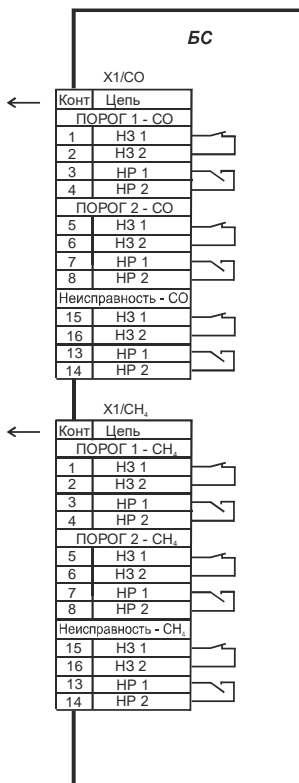 БС
X1/CO
Конт Цепь
ПОРОГ 1 - СО
1 НЗ 1
2 НЗ 2
3 НР 1
4 НР 2
ПОРОГ 2 - СО
5 НЗ 1
6 НЗ 2
7 НР 1
8 НР 2
Неисправность - СО
15 НЗ 1
16 НЗ 2
13 НР 1
14 НР 2
X1/CH₄
Конт Цепь
ПОРОГ 1 - CH₄
1 НЗ 1
2 НЗ 2
3 НР 1
4 НР 2
ПОРОГ 2 - CH₄
5 НЗ 1
6 НЗ 2
7 НР 1
8 НР 2
Неисправность - CH₄
15 НЗ 1
16 НЗ 2
13 НР 1
14 НР 2